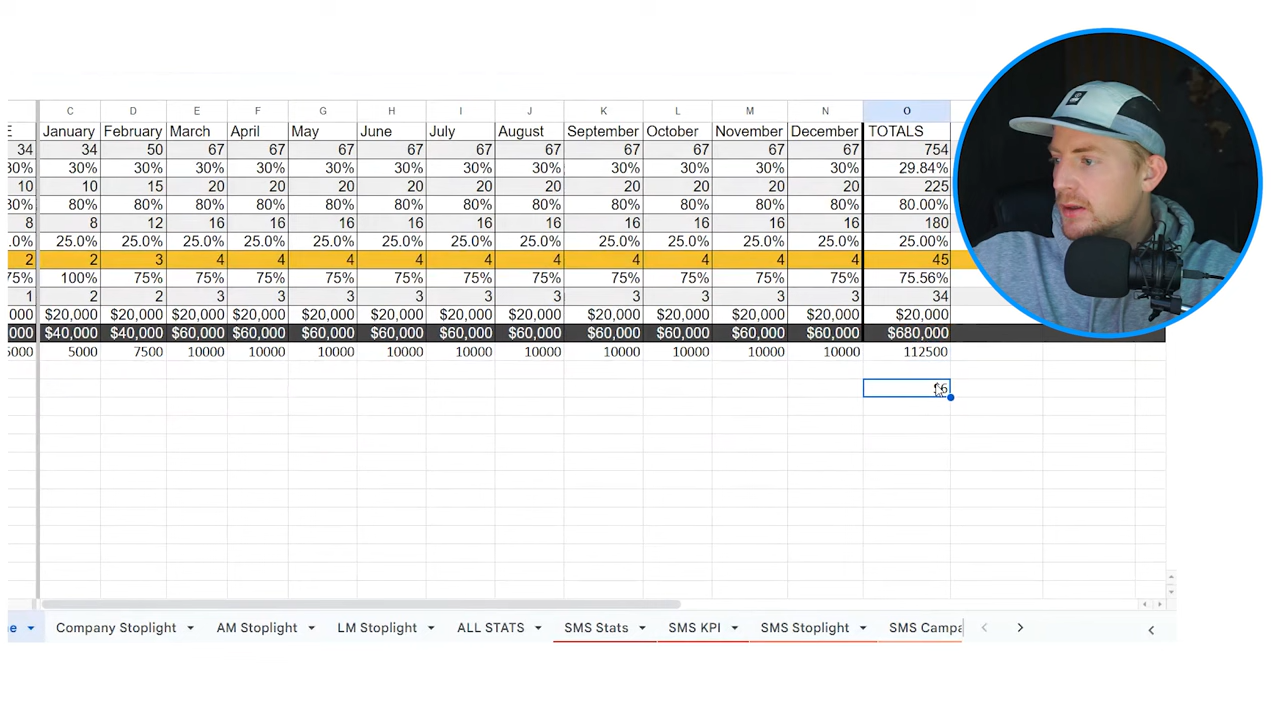 C D E F G H I J K L M N O
E January February March April May June July August September October November December TOTALS
34 34 50 67 67 67 67 67 67 67 67 67 67 754
30% 30% 30% 30% 30% 30% 30% 30% 30% 30% 30% 30% 29.84%
10 10 15 20 20 20 20 20 20 20 20 20 20 225
80% 80% 80% 80% 80% 80% 80% 80% 80% 80% 80% 80% 80.00%
8 8 12 16 16 16 16 16 16 16 16 16 16 180
.0% 25.0% 25.0% 25.0% 25.0% 25.0% 25.0% 25.0% 25.0% 25.0% 25.0% 25.0% 25.0% 25.00%
2 2 3 4 4 4 4 4 4 4 4 4 4 45
75% 100% 75% 75% 75% 75% 75% 75% 75% 75% 75% 75% 75% 75.56%
1 2 2 3 3 3 3 3 3 3 3 3 3 34
000 $20,000 $20,000 $20,000 $20,000 $20,000 $20,000 $20,000 $20,000 $20,000 $20,000 $20,000 $20,000 $20,000
000 $40,000 $40,000 $60,000 $60,000 $60,000 $60,000 $60,000 $60,000 $60,000 $60,000 $60,000 $60,000 $680,000
5000 5000 7500 10000 10000 10000 10000 10000 10000 10000 10000 10000 10000 112500
Company Stoplight AM Stoplight LM Stoplight ALL STATS SMS Stats SMS KPI SMS Stoplight SMS Campa